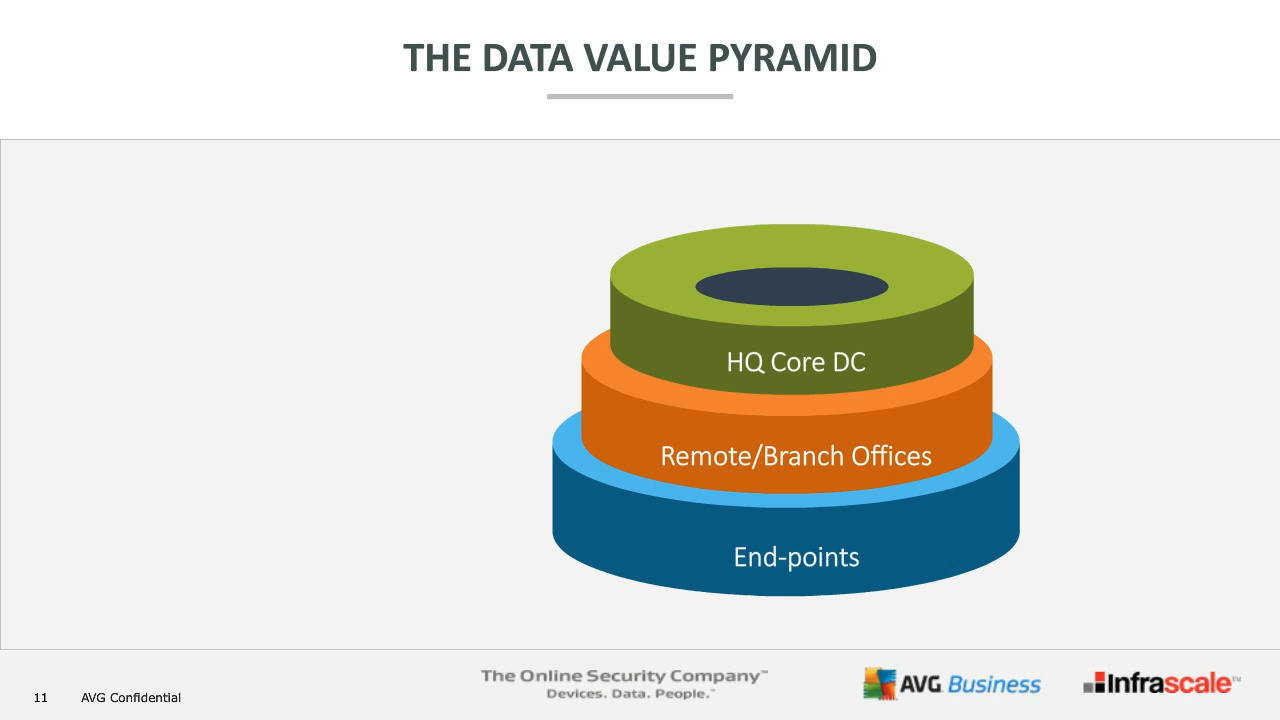 THE DATA VALUE PYRAMID
HQ Core DC
Remote/Branch Offices
End-points
The Online Security Company™
Devices. Data. People.™
11 AVG Confidential
AVG Business
Infrascale™